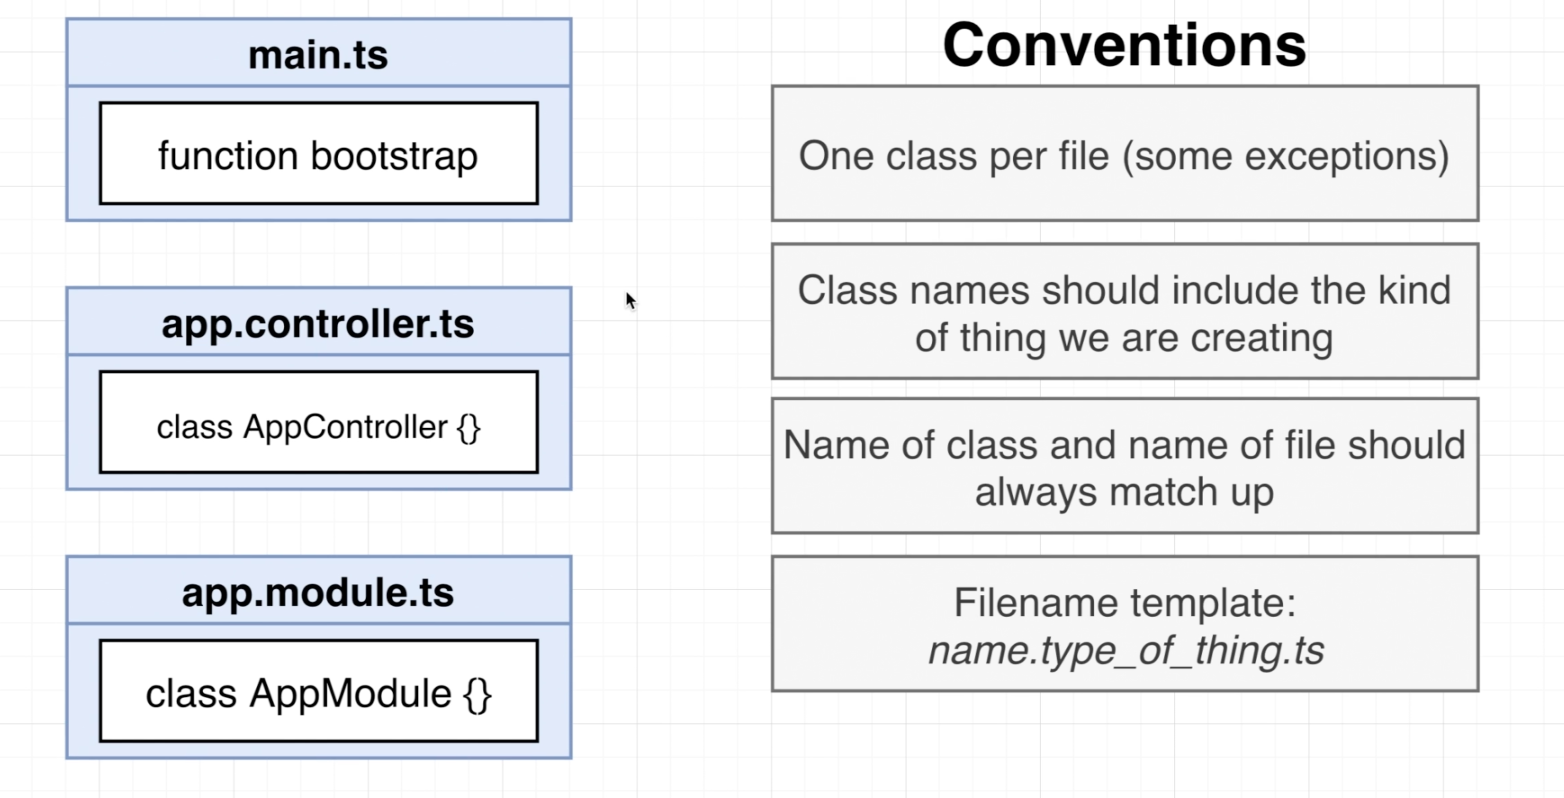 main.ts
function bootstrap
app.controller.ts
class AppController {}
app.module.ts
class AppModule {}
Conventions
One class per file (some exceptions)
Class names should include the kind
of thing we are creating
Name of class and name of file should
always match up
Filename template:
name.type_of_thing.ts